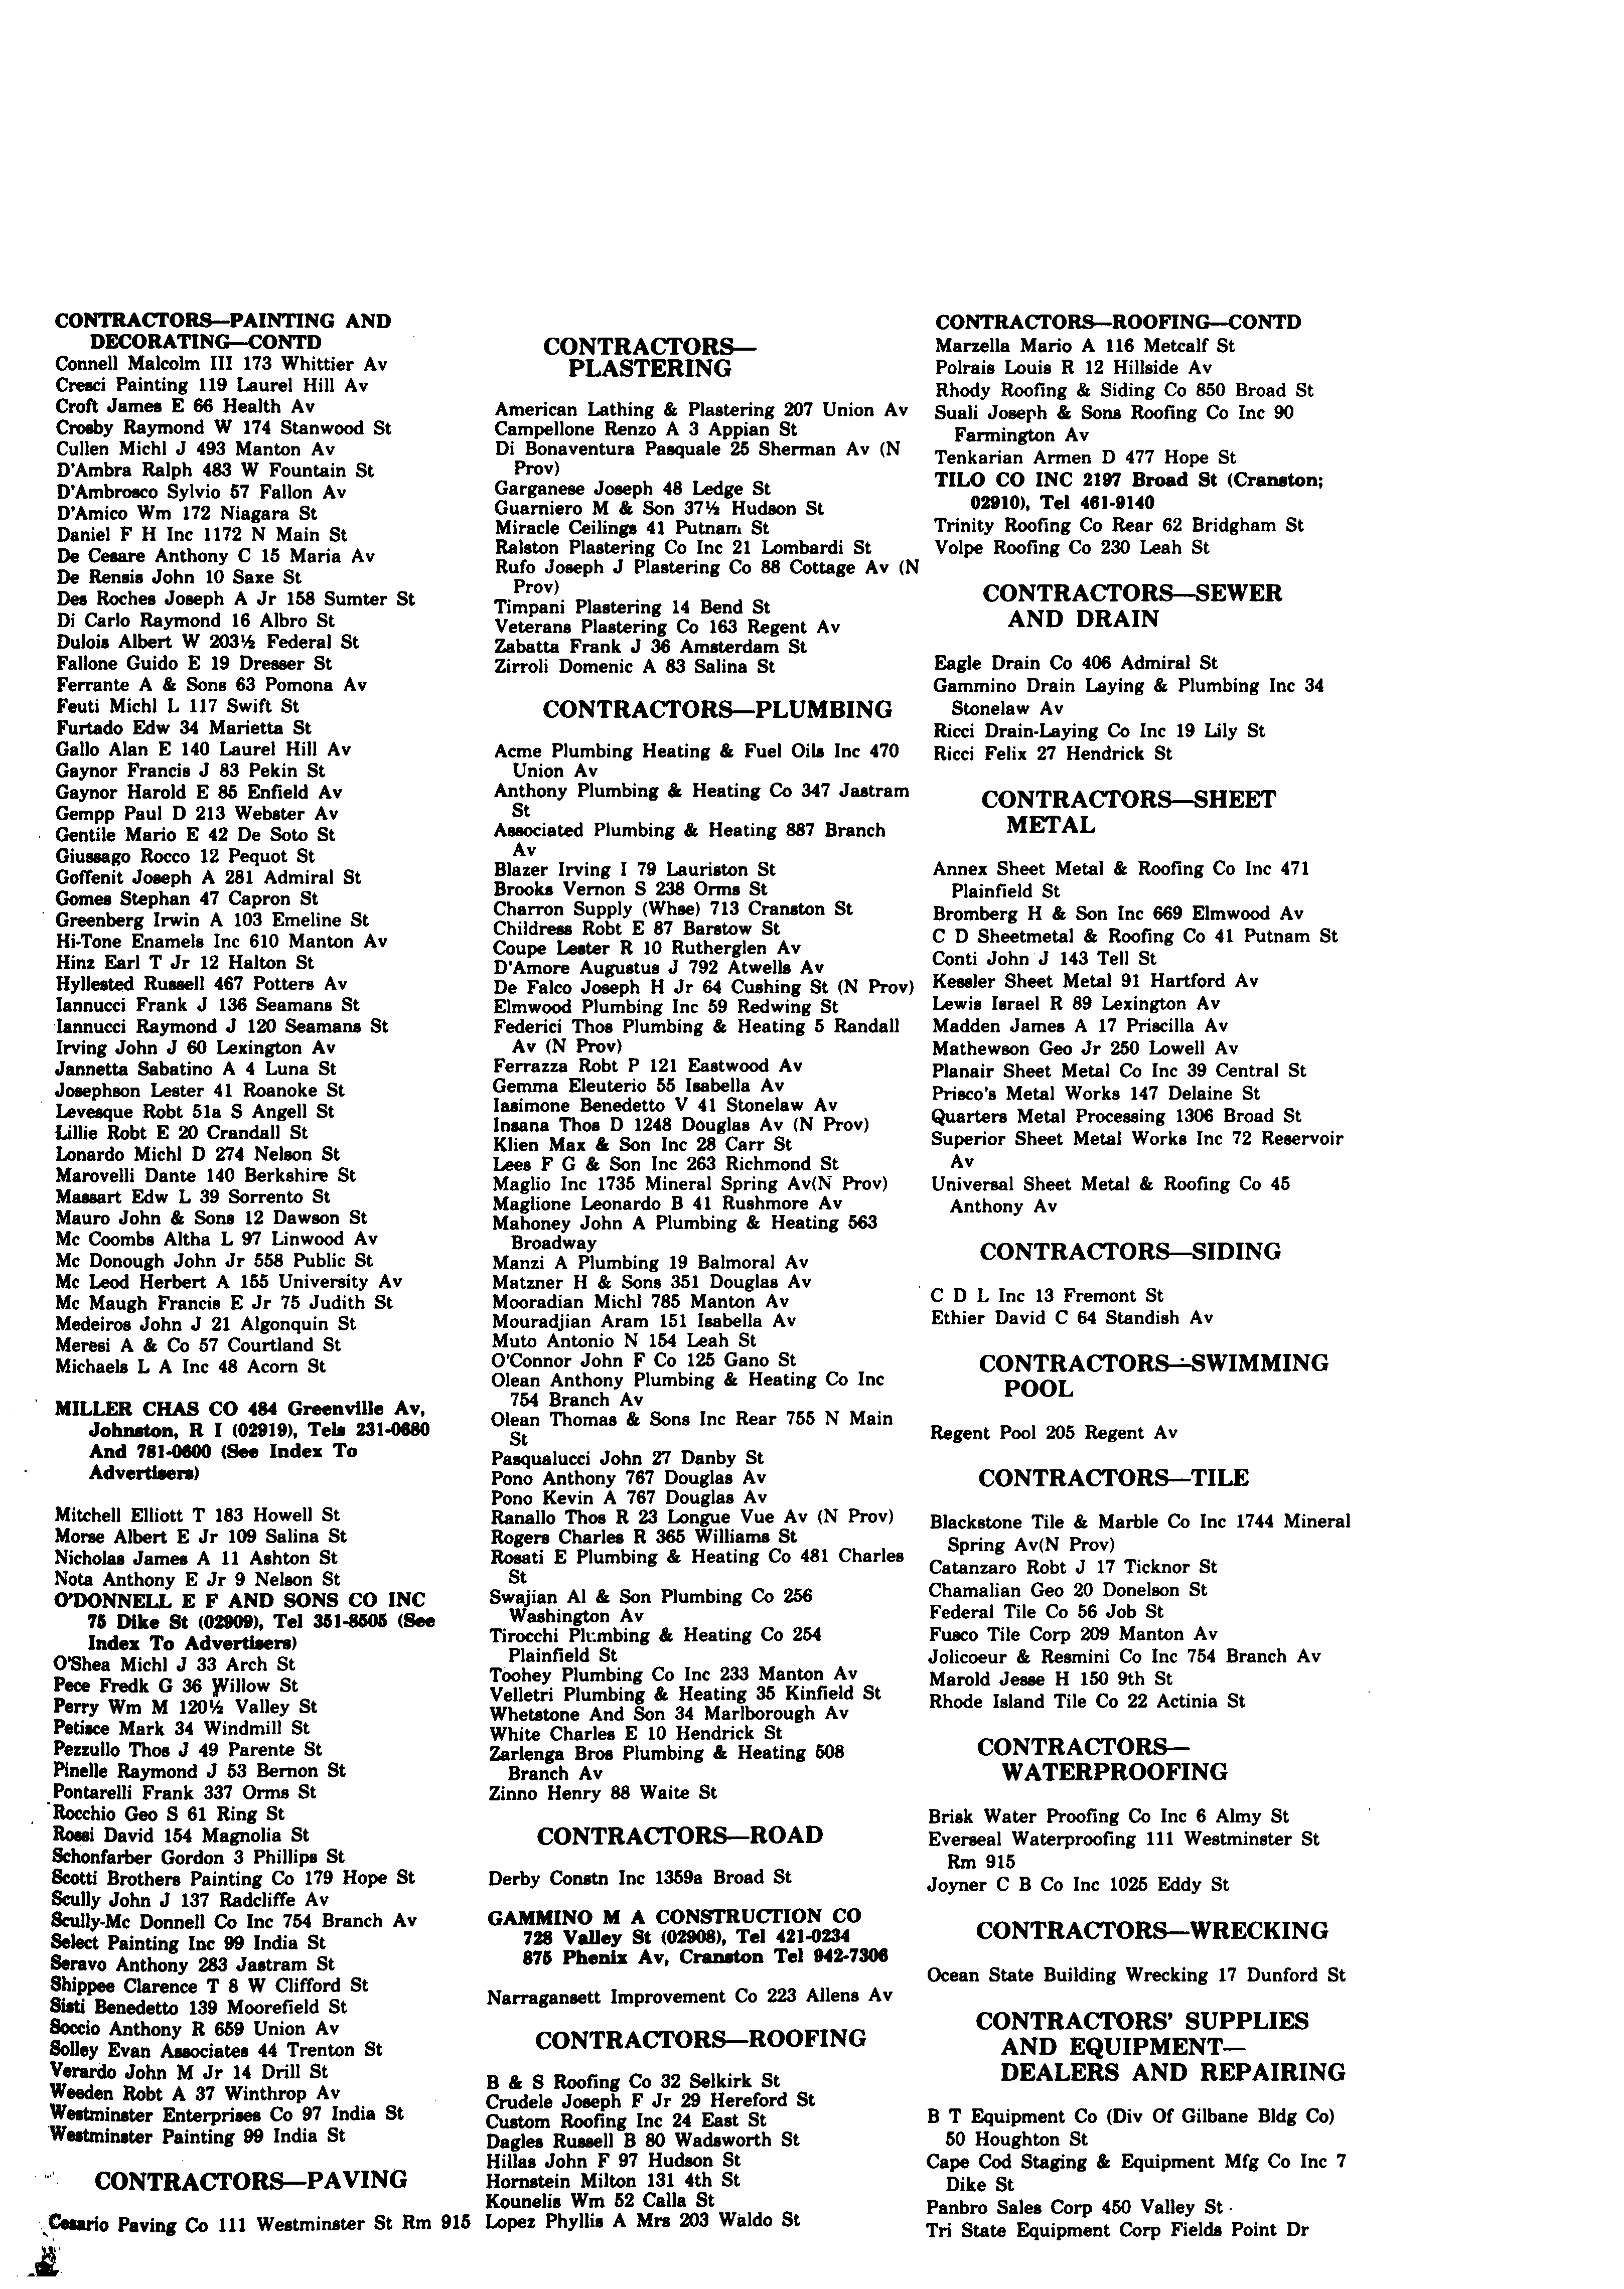 CONTRACTORS—PAINTING AND
DECORATING—CONTD
Connell Malcolm III 173 Whittier Av
Cresci Painting 119 Laurel Hill Av
Croft James E 66 Health Av
Crosby Raymond W 174 Stanwood St
Cullen Michl J 493 Manton Av
D'Ambra Ralph 483 W Fountain St
D'Ambrosco Sylvio 57 Fallon Av
D'Amico Wm 172 Niagara St
Daniel F H Inc 1172 N Main St
De Cesare Anthony C 15 Maria Av
De Rensis John 10 Saxe St
Des Roches Joseph A Jr 158 Sumter St
Di Carlo Raymond 16 Albro St
Dulois Albert W 203½ Federal St
Fallone Guido E 19 Dresser St
Ferrante A & Sons 63 Pomona Av
Feuti Michl L 117 Swift St
Furtado Edw 34 Marietta St
Gallo Alan E 140 Laurel Hill Av
Gaynor Francis J 83 Pekin St
Gaynor Harold E 85 Enfield Av
Gempp Paul D 213 Webster Av
Gentile Mario E 42 De Soto St
Giussago Rocco 12 Pequot St
Goffenit Joseph A 281 Admiral St
Gomes Stephan 47 Capron St
Greenberg Irwin A 103 Emeline St
Hi-Tone Enamels Inc 610 Manton Av
Hinz Earl T Jr 12 Halton St
Hyllested Russell 467 Potters Av
Iannucci Frank J 136 Seamans St
Iannucci Raymond J 120 Seamans St
Irving John J 60 Lexington Av
Jannetta Sabatino A 4 Luna St
Josephson Lester 41 Roanoke St
Levesque Robt 51a S Angell St
Lillie Robt E 20 Crandall St
Lonardo Michl D 274 Nelson St
Marovelli Dante 140 Berkshire St
Massart Edw L 39 Sorrento St
Mauro John & Sons 12 Dawson St
Mc Coombs Altha L 97 Linwood Av
Mc Donough John Jr 558 Public St
Mc Leod Herbert A 155 University Av
Mc Maugh Francis E Jr 75 Judith St
Medeiros John J 21 Algonquin St
Meresi A & Co 57 Courtland St
Michaels L A Inc 48 Acorn St
MILLER CHAS CO 484 Greenville Av,
Johnston, R I (02919), Tels 231-0680
And 781-0600 (See Index To
Advertisers)
Mitchell Elliott T 183 Howell St
Morse Albert E Jr 109 Salina St
Nicholas James A 11 Ashton St
Nota Anthony E Jr 9 Nelson St
O'DONNELL E F AND SONS CO INC
75 Dike St (02909), Tel 351-8505 (See
Index To Advertisers)
O'Shea Michl J 33 Arch St
Pece Fredk G 36 Willow St
Perry Wm M 120½ Valley St
Petisce Mark 34 Windmill St
Pezzullo Thos J 49 Parente St
Pinelle Raymond J 53 Bernon St
Pontarelli Frank 337 Orms St
Rocchio Geo S 61 Ring St
Rossi David 154 Magnolia St
Schonfarber Gordon 3 Phillips St
Scotti Brothers Painting Co 179 Hope St
Scully John J 137 Radcliffe Av
Scully-Mc Donnell Co Inc 754 Branch Av
Select Painting Inc 99 India St
Seravo Anthony 283 Jastram St
Shippee Clarence T 8 W Clifford St
Sisti Benedetto 139 Moorefield St
Soccio Anthony R 659 Union Av
Solley Evan Associates 44 Trenton St
Verardo John M Jr 14 Drill St
Weeden Robt A 37 Winthrop Av
Westminster Enterprises Co 97 India St
Westminster Painting 99 India St
CONTRACTORS—PAVING
Cesario Paving Co 111 Westminster St Rm 915
CONTRACTORS—
PLASTERING
American Lathing & Plastering 207 Union Av
Campellone Renzo A 3 Appian St
Di Bonaventura Pasquale 25 Sherman Av (N
Prov)
Garganese Joseph 48 Ledge St
Guarniero M & Son 37½ Hudson St
Miracle Ceilings 41 Putnam St
Ralston Plastering Co Inc 21 Lombardi St
Rufo Joseph J Plastering Co 88 Cottage Av (N
Prov)
Timpani Plastering 14 Bend St
Veterans Plastering Co 163 Regent Av
Zabatta Frank J 36 Amsterdam St
Zirroli Domenic A 83 Salina St
CONTRACTORS—PLUMBING
Acme Plumbing Heating & Fuel Oils Inc 470
Union Av
Anthony Plumbing & Heating Co 347 Jastram
St
Associated Plumbing & Heating 887 Branch
Av
Blazer Irving I 79 Lauriston St
Brooks Vernon S 238 Orms St
Charron Supply (Whse) 713 Cranston St
Childress Robt E 87 Barstow St
Coupe Lester R 10 Rutherglen Av
D'Amore Augustus J 792 Atwells Av
De Falco Joseph H Jr 64 Cushing St (N Prov)
Elmwood Plumbing Inc 59 Redwing St
Federici Thos Plumbing & Heating 5 Randall
Av (N Prov)
Ferrazza Robt P 121 Eastwood Av
Gemma Eleuterio 55 Isabella Av
Iasimone Benedetto V 41 Stonelaw Av
Insana Thos D 1248 Douglas Av (N Prov)
Klien Max & Son Inc 28 Carr St
Lees F G & Son Inc 263 Richmond St
Maglio Inc 1735 Mineral Spring Av(N Prov)
Maglione Leonardo B 41 Rushmore Av
Mahoney John A Plumbing & Heating 563
Broadway
Manzi A Plumbing 19 Balmoral Av
Matzner H & Sons 351 Douglas Av
Mooradian Michl 785 Manton Av
Mouradjian Aram 151 Isabella Av
Muto Antonio N 154 Leah St
O'Connor John F Co 125 Gano St
Olean Anthony Plumbing & Heating Co Inc
754 Branch Av
Olean Thomas & Sons Inc Rear 755 N Main
St
Pasqualucci John 27 Danby St
Pono Anthony 767 Douglas Av
Pono Kevin A 767 Douglas Av
Ranallo Thos R 23 Longue Vue Av (N Prov)
Rogers Charles R 365 Williams St
Rosati E Plumbing & Heating Co 481 Charles
St
Swajian Al & Son Plumbing Co 256
Washington Av
Tirocchi Plumbing & Heating Co 254
Plainfield St
Toohey Plumbing Co Inc 233 Manton Av
Velletri Plumbing & Heating 35 Kinfield St
Whetstone And Son 34 Marlborough Av
White Charles E 10 Hendrick St
Zarlenga Bros Plumbing & Heating 508
Branch Av
Zinno Henry 88 Waite St
CONTRACTORS—ROAD
Derby Constn Inc 1359a Broad St
GAMMINO M A CONSTRUCTION CO
728 Valley St (02908), Tel 421-0234
875 Phenix Av, Cranston Tel 942-7306
Narragansett Improvement Co 223 Allens Av
CONTRACTORS—ROOFING
B & S Roofing Co 32 Selkirk St
Crudele Joseph F Jr 29 Hereford St
Custom Roofing Inc 24 East St
Dagles Russell B 80 Wadsworth St
Hillas John F 97 Hudson St
Hornstein Milton 131 4th St
Kounelis Wm 52 Calla St
Lopez Phyllis A Mrs 203 Waldo St
CONTRACTORS—ROOFING—CONTD
Marzella Mario A 116 Metcalf St
Polrais Louis R 12 Hillside Av
Rhody Roofing & Siding Co 850 Broad St
Suali Joseph & Sons Roofing Co Inc 90
Farmington Av
Tenkarian Armen D 477 Hope St
TILO CO INC 2197 Broad St (Cranston;
02910), Tel 461-9140
Trinity Roofing Co Rear 62 Bridgham St
Volpe Roofing Co 230 Leah St
CONTRACTORS—SEWER
AND DRAIN
Eagle Drain Co 406 Admiral St
Gammino Drain Laying & Plumbing Inc 34
Stonelaw Av
Ricci Drain-Laying Co Inc 19 Lily St
Ricci Felix 27 Hendrick St
CONTRACTORS—SHEET
METAL
Annex Sheet Metal & Roofing Co Inc 471
Plainfield St
Bromberg H & Son Inc 669 Elmwood Av
C D Sheetmetal & Roofing Co 41 Putnam St
Conti John J 143 Tell St
Kessler Sheet Metal 91 Hartford Av
Lewis Israel R 89 Lexington Av
Madden James A 17 Priscilla Av
Mathewson Geo Jr 250 Lowell Av
Planair Sheet Metal Co Inc 39 Central St
Prisco's Metal Works 147 Delaine St
Quarters Metal Processing 1306 Broad St
Superior Sheet Metal Works Inc 72 Reservoir
Av
Universal Sheet Metal & Roofing Co 45
Anthony Av
CONTRACTORS—SIDING
C D L Inc 13 Fremont St
Ethier David C 64 Standish Av
CONTRACTORS—SWIMMING
POOL
Regent Pool 205 Regent Av
CONTRACTORS—TILE
Blackstone Tile & Marble Co Inc 1744 Mineral
Spring Av(N Prov)
Catanzaro Robt J 17 Ticknor St
Chamalian Geo 20 Donelson St
Federal Tile Co 56 Job St
Fusco Tile Corp 209 Manton Av
Jolicoeur & Resmini Co Inc 754 Branch Av
Marold Jesse H 150 9th St
Rhode Island Tile Co 22 Actinia St
CONTRACTORS—
WATERPROOFING
Brisk Water Proofing Co Inc 6 Almy St
Everseal Waterproofing 111 Westminster St
Rm 915
Joyner C B Co Inc 1025 Eddy St
CONTRACTORS—WRECKING
Ocean State Building Wrecking 17 Dunford St
CONTRACTORS' SUPPLIES
AND EQUIPMENT—
DEALERS AND REPAIRING
B T Equipment Co (Div Of Gilbane Bldg Co)
50 Houghton St
Cape Cod Staging & Equipment Mfg Co Inc 7
Dike St
Panbro Sales Corp 450 Valley St
Tri State Equipment Corp Fields Point Dr